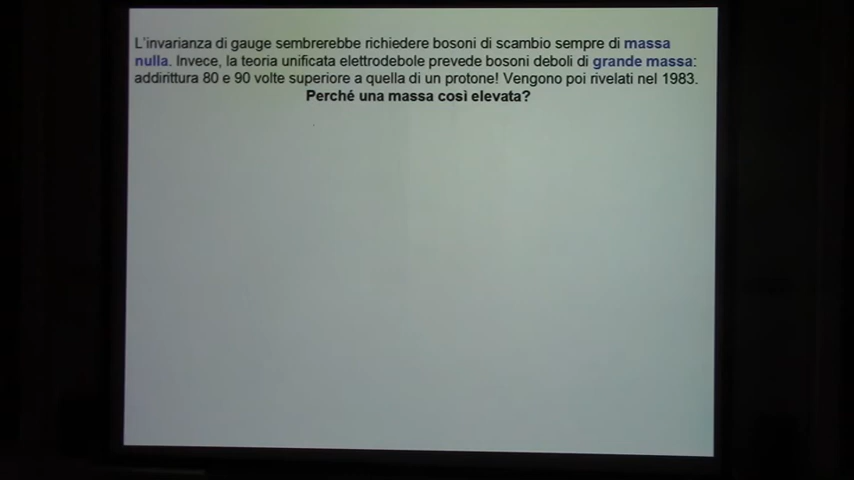 L'invarianza di gauge sembrerebbe richiedere bosoni di scambio sempre di massa
nulla. Invece, la teoria unificata elettrodebole prevede bosoni deboli di grande massa:
addirittura 80 e 90 volte superiore a quella di un protone! Vengono poi rivelati nel 1983.
Perché una massa così elevata?